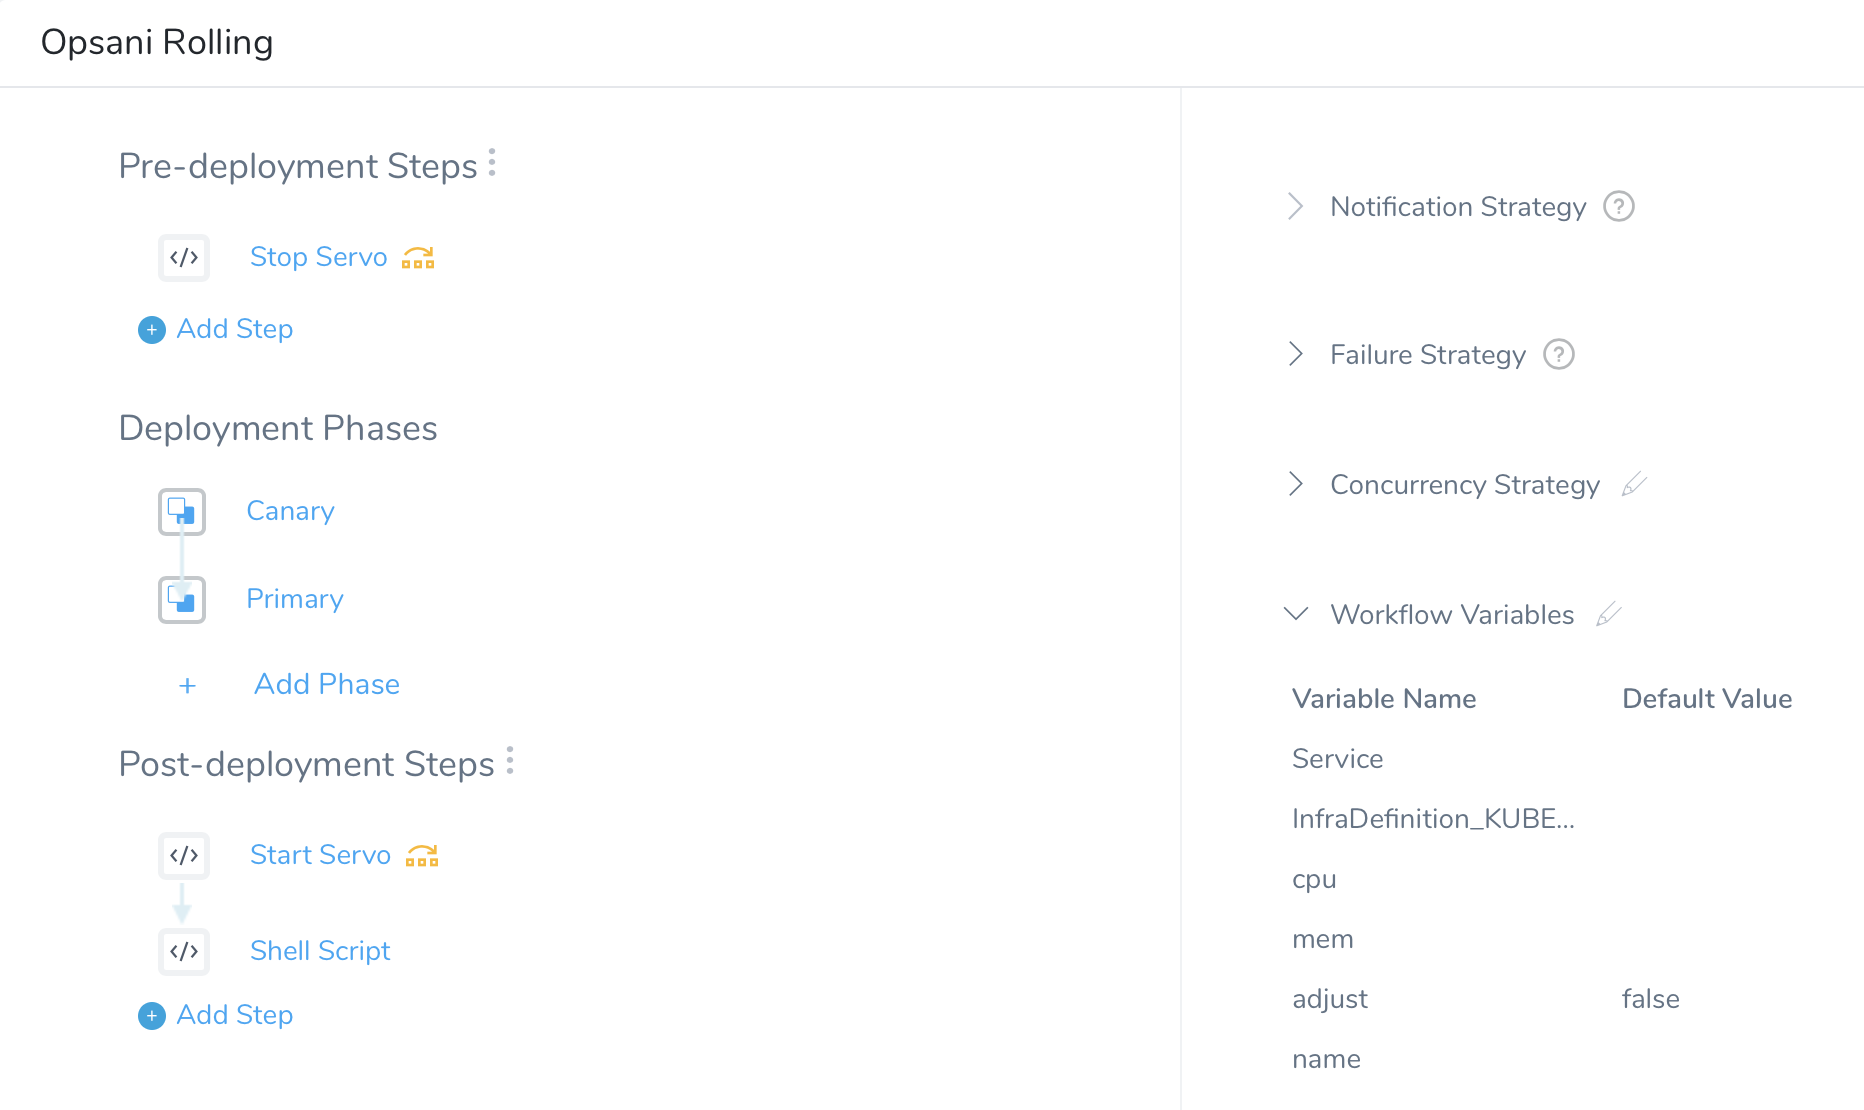 Opsani Rolling
Pre-deployment Steps
</> Stop Servo
+ Add Step
Deployment Phases
Canary
Primary
+ Add Phase
Post-deployment Steps
</> Start Servo
</> Shell Script
+ Add Step
Notification Strategy ?
Failure Strategy ?
Concurrency Strategy
Workflow Variables
Variable Name Default Value
Service
InfraDefinition_KUBE...
cpu
mem
adjust false
name